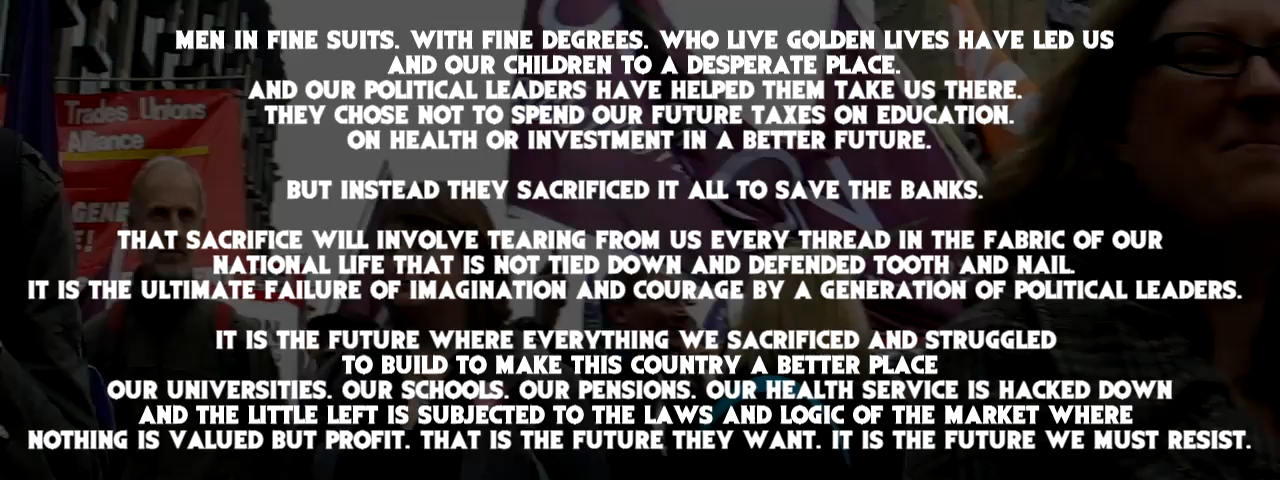 MEN IN FINE SUITS. WITH FINE DEGREES. WHO LIVE GOLDEN LIVES HAVE LED US
AND OUR CHILDREN TO A DESPERATE PLACE.
AND OUR POLITICAL LEADERS HAVE HELPED THEM TAKE US THERE.
THEY CHOSE NOT TO SPEND OUR FUTURE TAXES ON EDUCATION.
ON HEALTH OR INVESTMENT IN A BETTER FUTURE.
BUT INSTEAD THEY SACRIFICED IT ALL TO SAVE THE BANKS.
THAT SACRIFICE WILL INVOLVE TEARING FROM US EVERY THREAD IN THE FABRIC OF OUR
NATIONAL LIFE THAT IS NOT TIED DOWN AND DEFENDED TOOTH AND NAIL.
IT IS THE ULTIMATE FAILURE OF IMAGINATION AND COURAGE BY A GENERATION OF POLITICAL LEADERS.
IT IS THE FUTURE WHERE EVERYTHING WE SACRIFICED AND STRUGGLED
TO BUILD TO MAKE THIS COUNTRY A BETTER PLACE
OUR UNIVERSITIES. OUR SCHOOLS. OUR PENSIONS. OUR HEALTH SERVICE IS HACKED DOWN
AND THE LITTLE LEFT IS SUBJECTED TO THE LAWS AND LOGIC OF THE MARKET WHERE
NOTHING IS VALUED BUT PROFIT. THAT IS THE FUTURE THEY WANT. IT IS THE FUTURE WE MUST RESIST.
Trades Unions
Alliance